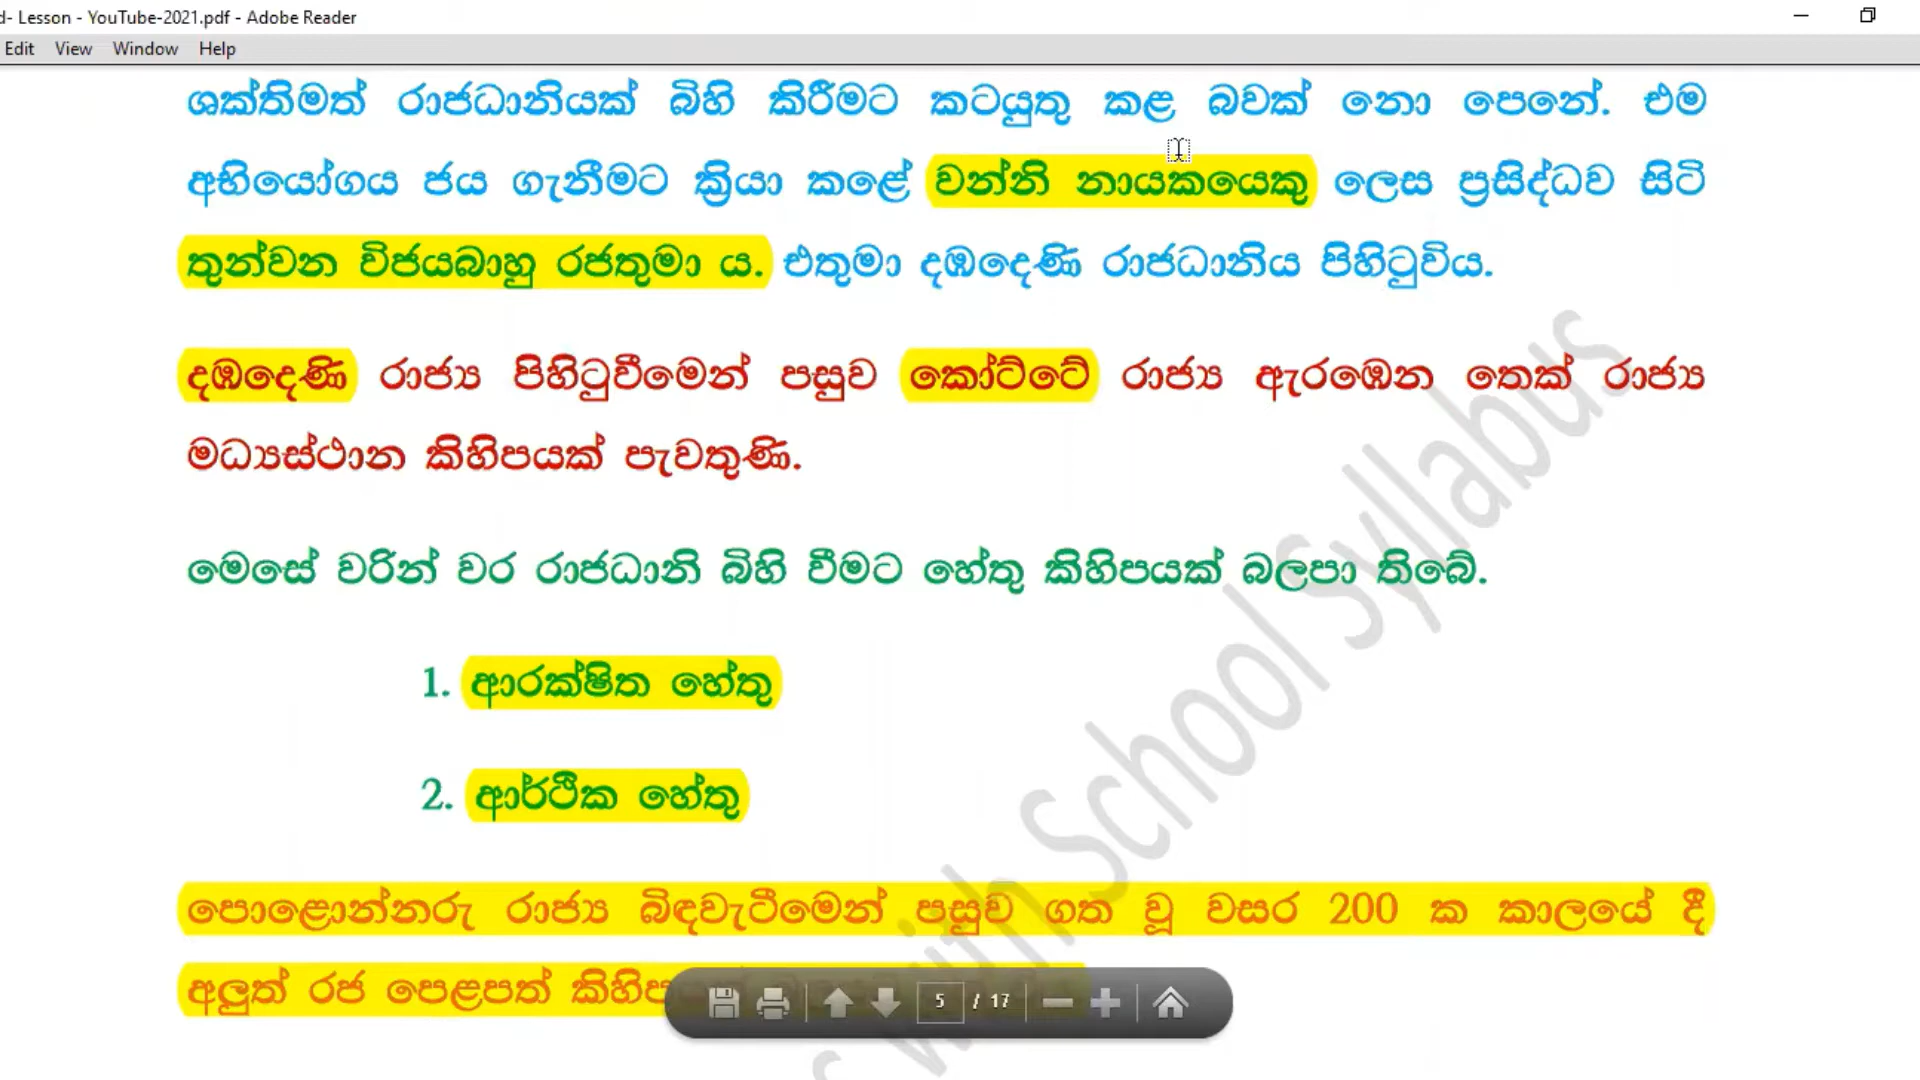 d- Lesson - YouTube-2021.pdf - Adobe Reader
Edit View Window Help
ශක්තිමත් රාජධානියක් බිහි කිරීමට කටයුතු කළ බවක් නො පෙනේ. එම
අභියෝගය ජය ගැනීමට ක්‍රියා කළේ වන්නි නායකයෙකු ලෙස ප්‍රසිද්ධව සිටි
තුන්වන විජයබාහු රජතුමා ය. එතුමා දඹදෙණි රාජධානිය පිහිටුවිය.
දඹදෙණි රාජ්‍ය පිහිටුවීමෙන් පසුව කෝට්ටේ රාජ්‍ය ඇරඹෙන තෙක් රාජ්‍ය
මධ්‍යස්ථාන කිහිපයක් පැවතුණි.
මෙසේ වරින් වර රාජධානි බිහි වීමට හේතු කිහිපයක් බලපා තිබේ.
1. ආරක්ෂිත හේතු
2. ආර්ථික හේතු
පොළොන්නරු රාජ්‍ය බිඳවැටීමෙන් පසුව ගත වූ වසර 200 ක කාලයේ දී
අලුත් රජ පෙළපත්
5 / 17
with School Syllabus